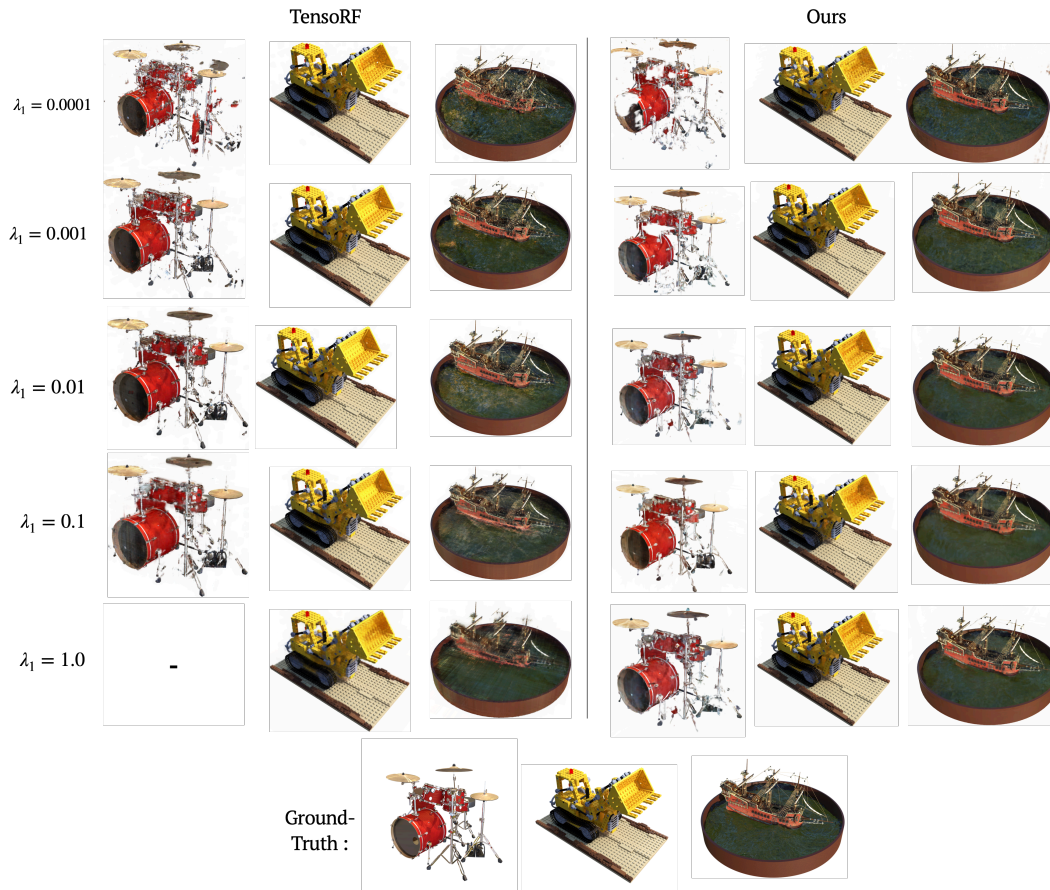 TensoRF
Ours
λ₁ = 0.0001
λ₁ = 0.001
λ₁ = 0.01
λ₁ = 0.1
λ₁ = 1.0
-
Ground-
Truth :